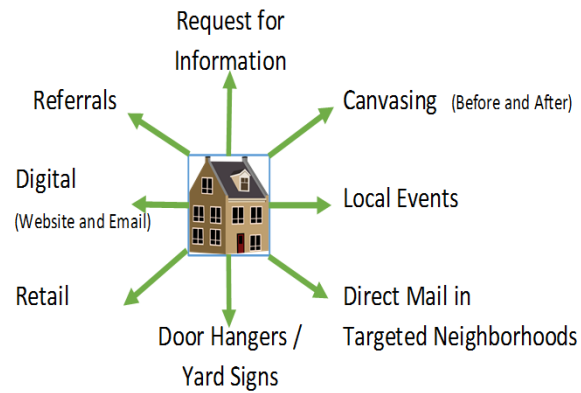 Request for
Information
Referrals
Canvasing (Before and After)
Digital
(Website and Email)
Local Events
Retail
Direct Mail in
Targeted Neighborhoods
Door Hangers /
Yard Signs